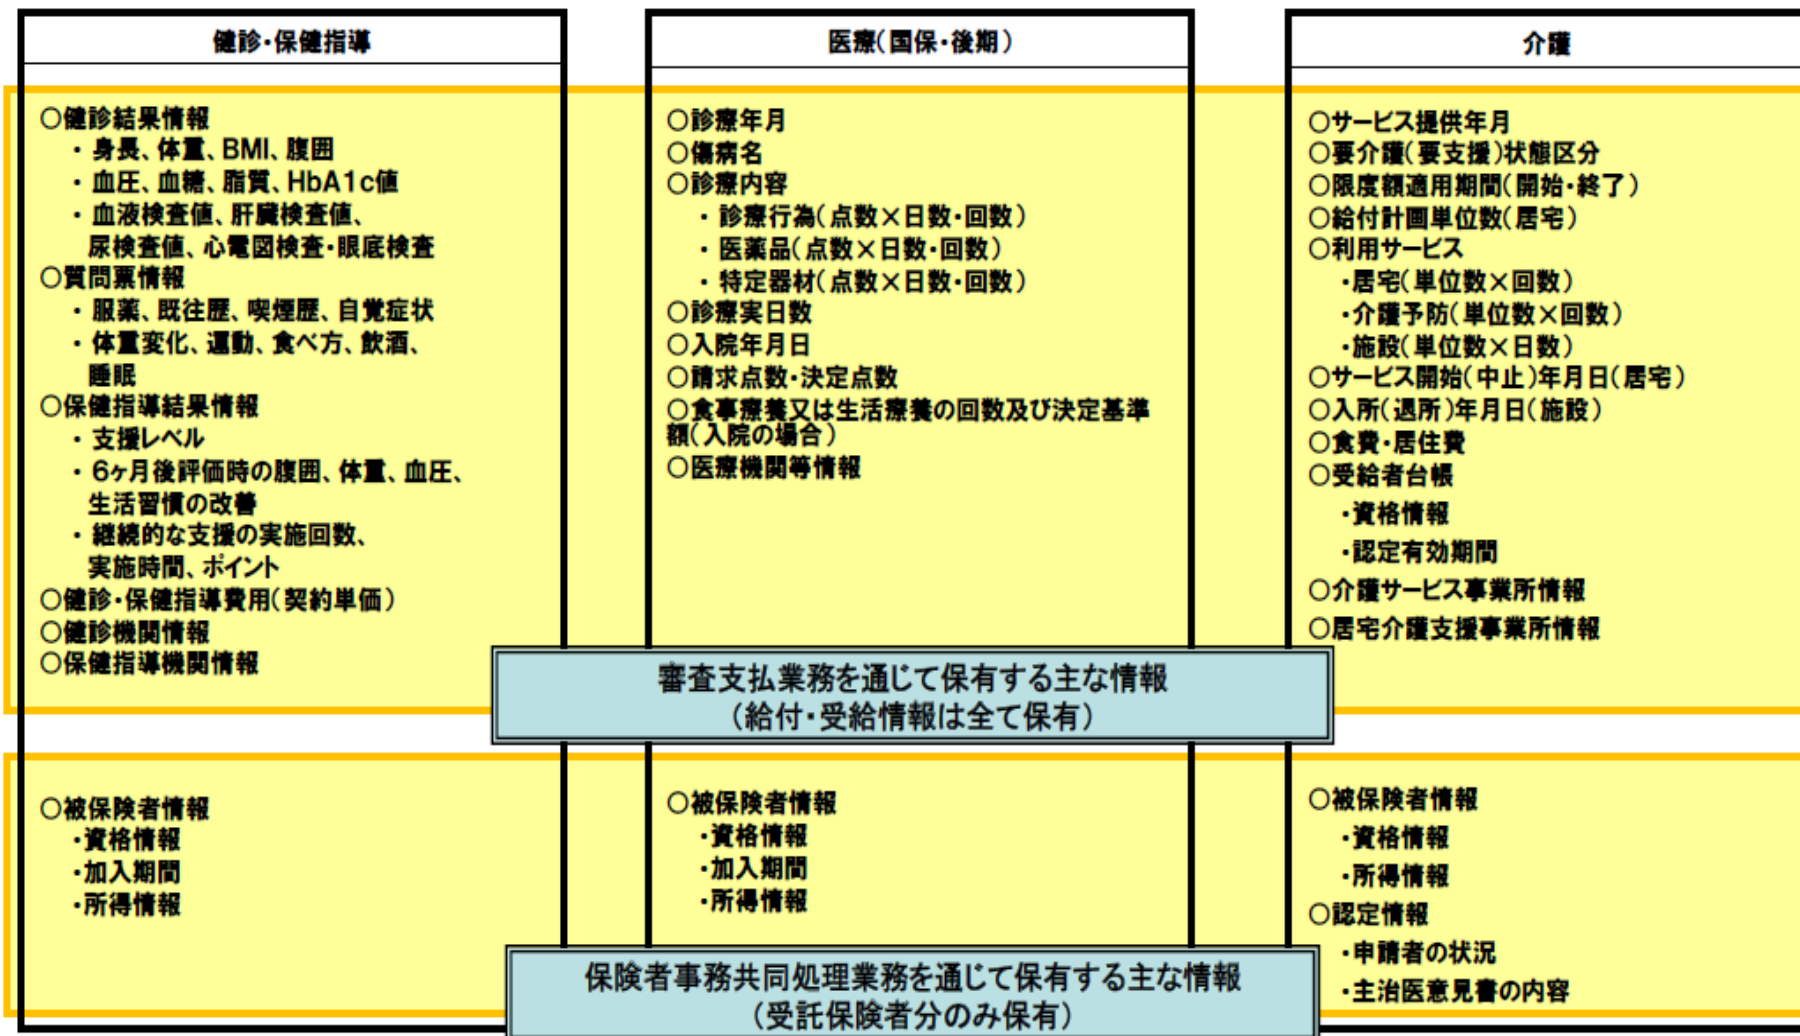 健診・保健指導
○健診結果情報
・ 身長、体重、BMI、腹囲
・ 血圧、血糖、脂質、HbA1c値
・ 血液検査値、肝臓検査値、
尿検査値、心電図検査・眼底検査
○質問票情報
・ 服薬、既往歴、喫煙歴、自覚症状
・ 体重変化、運動、食べ方、飲酒、
睡眠
○保健指導結果情報
・ 支援レベル
・ 6ヶ月後評価時の腹囲、体重、血圧、
生活習慣の改善
・ 継続的な支援の実施回数、
実施時間、ポイント
○健診・保健指導費用(契約単価)
○健診機関情報
○保健指導機関情報
医療(国保・後期)
○診療年月
○傷病名
○診療内容
・ 診療行為(点数×日数・回数)
・ 医薬品(点数×日数・回数)
・ 特定器材(点数×日数・回数)
○診療実日数
○入院年月日
○請求点数・決定点数
○食事療養又は生活療養の回数及び決定基準
額(入院の場合)
○医療機関等情報
介護
○サービス提供年月
○要介護(要支援)状態区分
○限度額適用期間(開始・終了)
○給付計画単位数(居宅)
○利用サービス
・居宅(単位数×回数)
・介護予防(単位数×回数)
・施設(単位数×日数)
○サービス開始(中止)年月日(居宅)
○入所(退所)年月日(施設)
○食費・居住費
○受給者台帳
・資格情報
・認定有効期間
○介護サービス事業所情報
○居宅介護支援事業所情報
審査支払業務を通じて保有する主な情報
(給付・受給情報は全て保有)
○被保険者情報
・資格情報
・加入期間
・所得情報
○被保険者情報
・資格情報
・加入期間
・所得情報
○被保険者情報
・資格情報
・所得情報
○認定情報
・申請者の状況
・主治医意見書の内容
保険者事務共同処理業務を通じて保有する主な情報
(受託保険者分のみ保有)